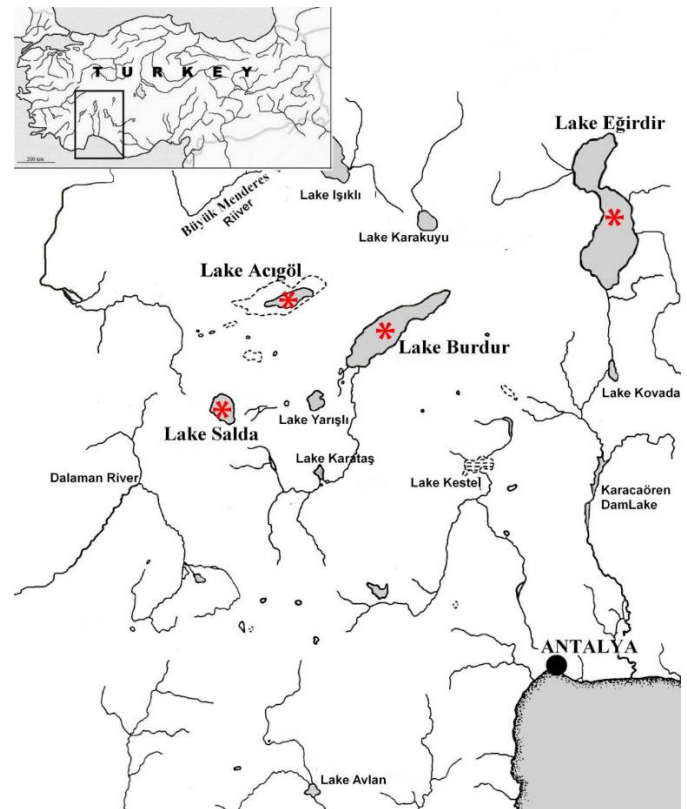 TURKEY
200 km
Lake Eğirdir
Büyük Menderes
Riiver
Lake Işıklı
Lake Karakuyu
Lake Acıgöl
Lake Burdur
Lake Kovada
Lake Yarışlı
Lake Salda
Lake Karataş
Dalaman River
Lake Kestel
Karacaören
DamLake
ANTALYA
Lake Avlan